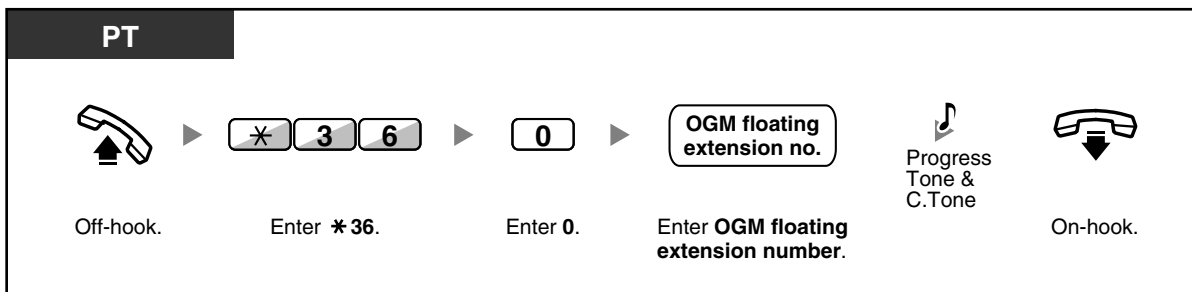 PT
* 3 6
0
OGM floating
extension no.
Progress
Tone &
C.Tone
Off-hook.
Enter *36.
Enter 0.
Enter OGM floating
extension number.
On-hook.